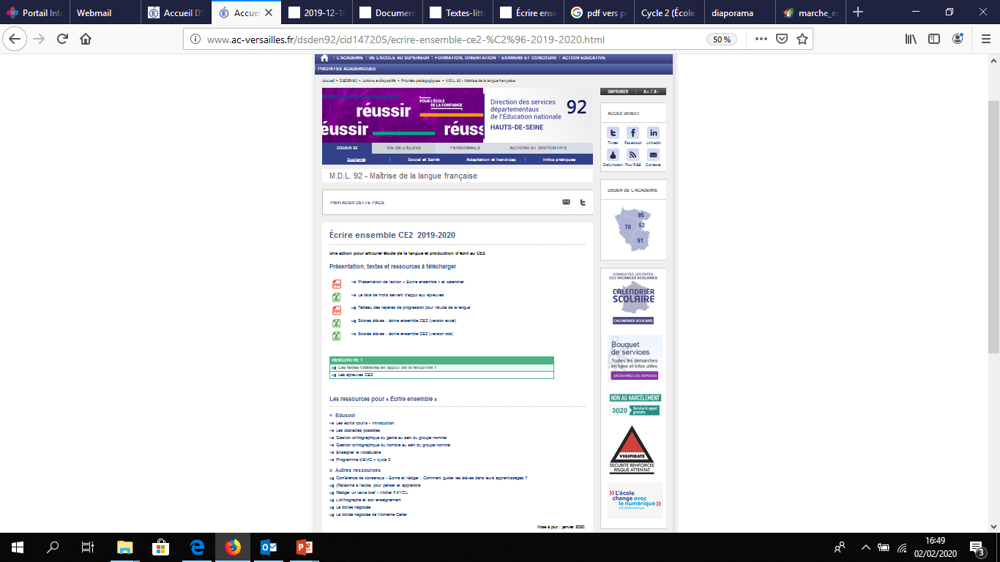 Portail Intr
Webmail
Accueil DS
Accue
2019-12-18
Document
Textes-litte
Écrire ense
pdf vers pp
Cycle 2 (École
diaporama
marche_en
www.ac-versailles.fr/dsden92/cid147205/ecrire-ensemble-ce2-%C2%96-2019-2020.html
50 %
L'ACADÉMIE DE L'ÉCOLE AU SUPÉRIEUR FORMATION, ORIENTATION EXAMENS ET CONCOURS ACTION ÉDUCATIVE
PRIORITÉS ACADÉMIQUES
Accueil > DSDEN92 > Actions et dispositifs > Priorités pédagogiques > M.D.L. 92 - Maîtrise de la langue française
réussir
éussir
réuss
POUR L'ÉCOLE
DE LA CONFIANCE
Direction des services
départementaux
de l'Éducation nationale
HAUTS-DE-SEINE
92
DSDEN 92
VIE DE L'ÉLÈVE
PERSONNELS
ACTIONS ET DISPOSITIFS
Scolarité
Social et Santé
Adaptation et handicap
Infos pratiques
M.D.L. 92 - Maîtrise de la langue française
PARTAGER CETTE PAGE
Écrire ensemble CE2 2019-2020
Une action pour articuler étude de la langue et production d'écrit au CE2.
Présentation, textes et ressources à télécharger
Présentation de l'action « Écrire ensemble » et calendrier
La liste de mots servant d'appui aux épreuves
Tableau des repères de progression pour l'étude de la langue
Scores élèves : écrire ensemble CE2 (version excel)
Scores élèves : écrire ensemble CE2 (version ods)
RENCONTRE 1
Les textes littéraires en appui de la rencontre 1
Les épreuves CE2
Les ressources pour « Écrire ensemble »
Eduscol
Les écrits courts - Introduction
Les obstacles possibles
Gestion orthographique du genre au sein du groupe nominal
Gestion orthographique du nombre au sein du groupe nominal
Enseigner le vocabulaire
Programme d'EMC – cycle 2
Autres ressources
Conférence de consensus - Écrire et rédiger : Comment guider les élèves dans leurs apprentissages ?
(Ré)écrire à l'école, pour penser et apprendre
Rédiger un texte bref - Michel FAYOL
L'orthographe et son enseignement
La dictée négociée
La dictée négociée de Micheline Cellier
Mise à jour : janvier 2020.
IMPRIMER
A+ / A-
ACCÈS DIRECT
Twitter
Facebook
LinkedIn
Dailymotion
Flux RSS
Contacts
DSDEN DE L'ACADÉMIE
95
78
92
91
CONSULTEZ LES DATES
DES VACANCES SCOLAIRES
CALENDRIER
SCOLAIRE
CALENDRIER SCOLAIRE
Bouquet
de services
Toutes les démarches
en ligne et infos utiles
DÉCOUVREZ LES SERVICES
NON AU HARCÈLEMENT
3020
Service & appel
gratuits
VIGIPIRATE
SÉCURITÉ RENFORCÉE
RISQUE ATTENTAT
L'école
change avec
le numérique
#EcoleNumerique
16:49
02/02/2020
3